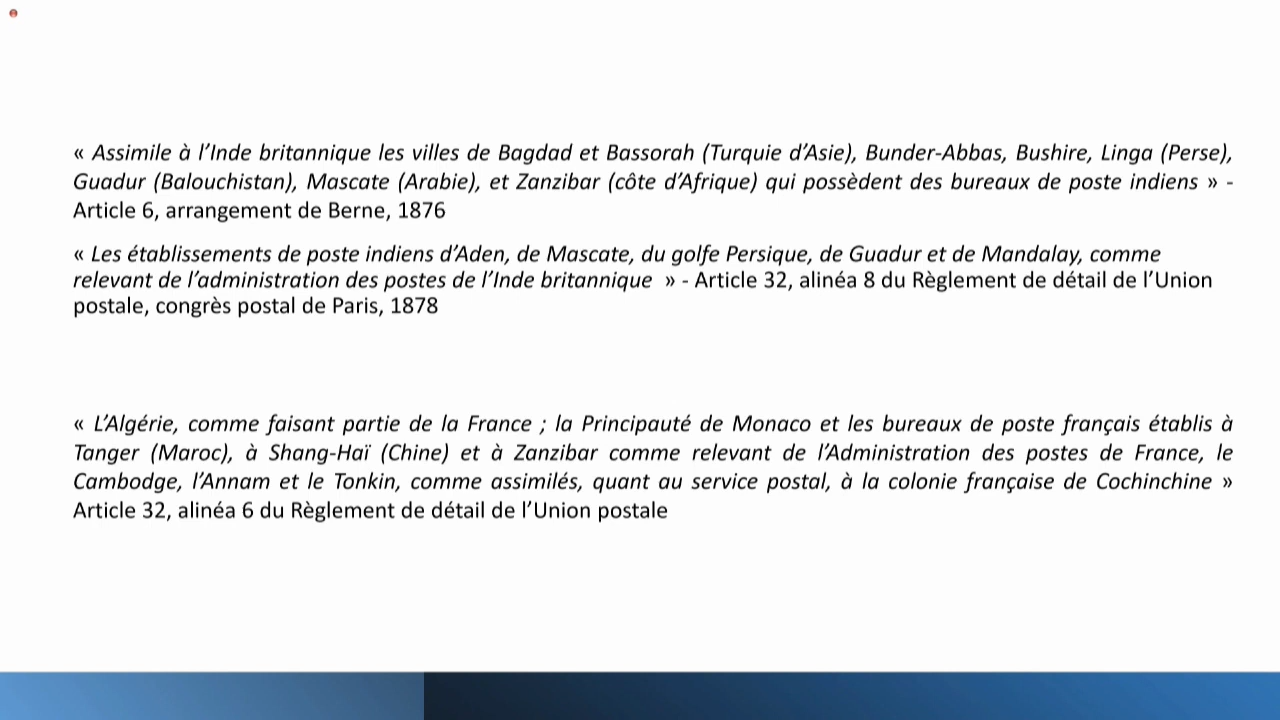 « Assimile à l’Inde britannique les villes de Bagdad et Bassorah (Turquie d’Asie), Bunder-Abbas, Bushire, Linga (Perse),
Guadur (Balouchistan), Mascate (Arabie), et Zanzibar (côte d’Afrique) qui possèdent des bureaux de poste indiens » -
Article 6, arrangement de Berne, 1876
« Les établissements de poste indiens d’Aden, de Mascate, du golfe Persique, de Guadur et de Mandalay, comme
relevant de l’administration des postes de l’Inde britannique » - Article 32, alinéa 8 du Règlement de détail de l’Union
postale, congrès postal de Paris, 1878
« L’Algérie, comme faisant partie de la France ; la Principauté de Monaco et les bureaux de poste français établis à
Tanger (Maroc), à Shang-Haï (Chine) et à Zanzibar comme relevant de l’Administration des postes de France, le
Cambodge, l’Annam et le Tonkin, comme assimilés, quant au service postal, à la colonie française de Cochinchine »
Article 32, alinéa 6 du Règlement de détail de l’Union postale